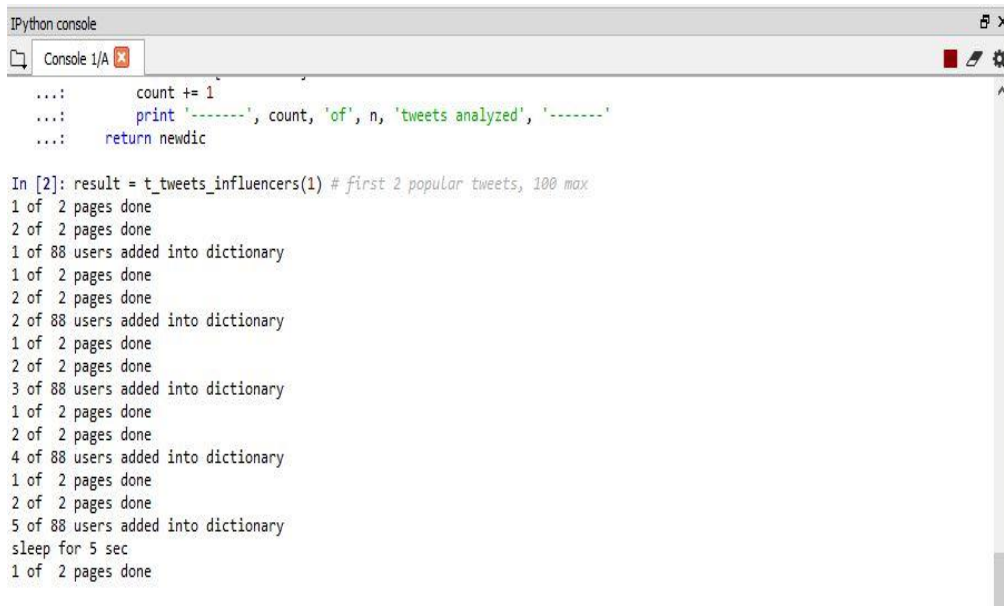 IPython console
Console 1/A
...: count += 1
...: print '-------', count, 'of', n, 'tweets analyzed', '-------'
...: return newdic
In [2]: result = t_tweets_influencers(1) # first 2 popular tweets, 100 max
1 of  2 pages done
2 of  2 pages done
1 of 88 users added into dictionary
1 of  2 pages done
2 of  2 pages done
2 of 88 users added into dictionary
1 of  2 pages done
2 of  2 pages done
3 of 88 users added into dictionary
1 of  2 pages done
2 of  2 pages done
4 of 88 users added into dictionary
1 of  2 pages done
2 of  2 pages done
5 of 88 users added into dictionary
sleep for 5 sec
1 of  2 pages done